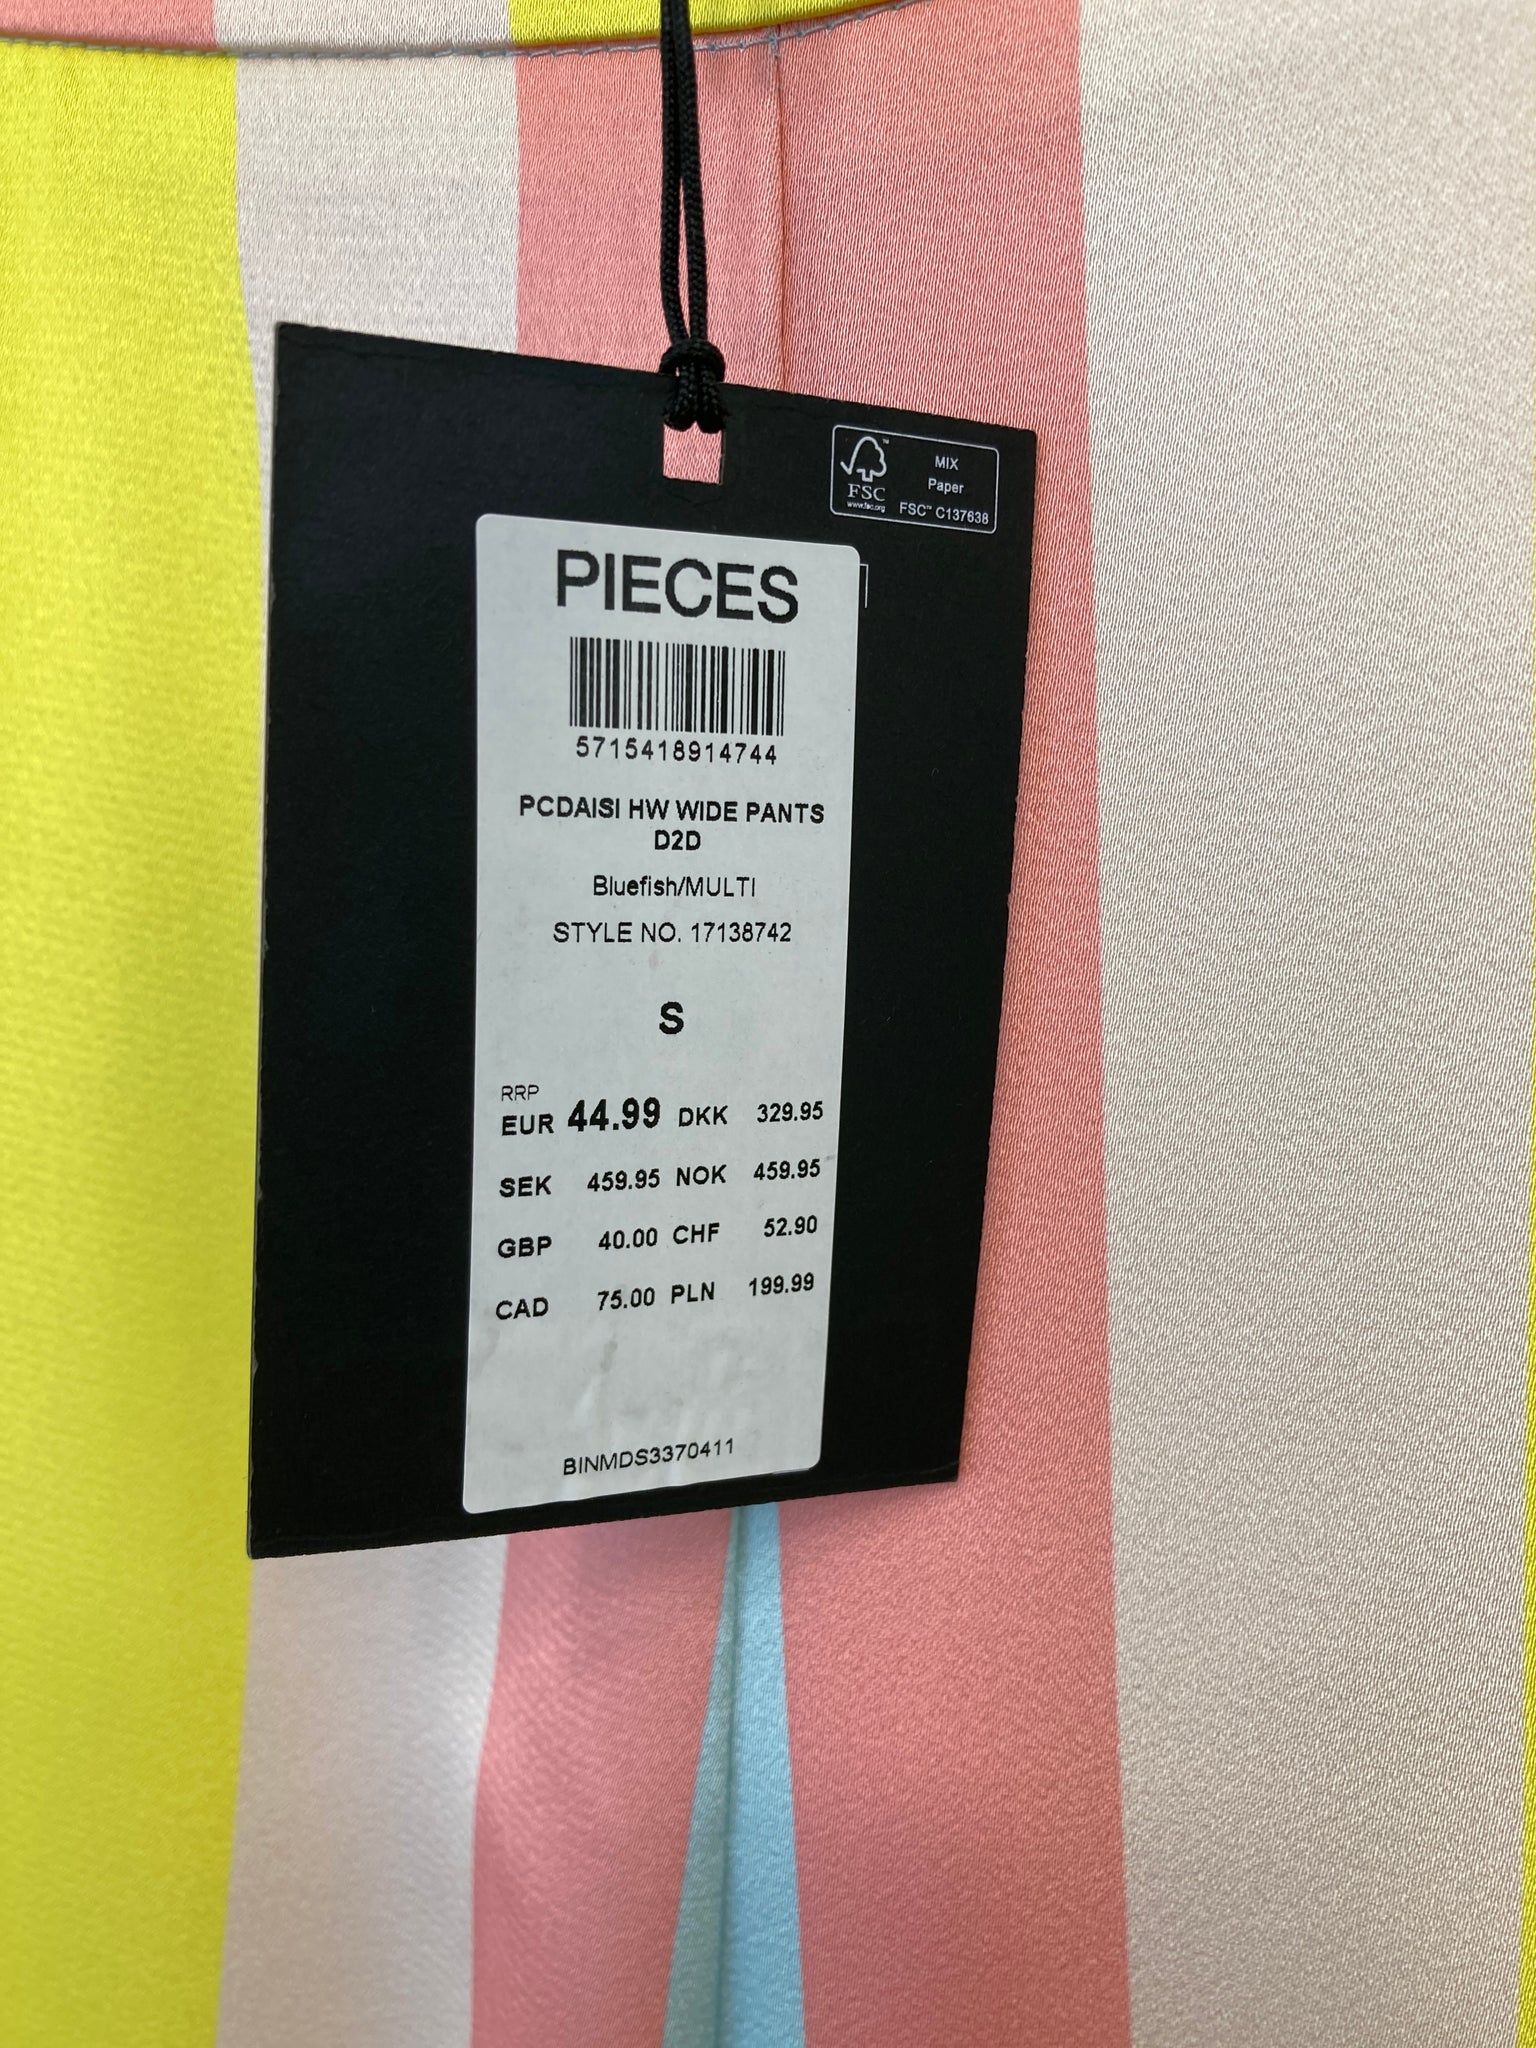 FSC™
www.fsc.org
MIX
Paper
FSC™ C137638
PIECES
5715418914744
PCDAISI HW WIDE PANTS
D2D
Bluefish/MULTI
STYLE NO. 17138742
S
RRP
EUR 44.99 DKK 329.95
SEK 459.95 NOK 459.95
GBP 40.00 CHF 52.90
CAD 75.00 PLN 199.99
BINMDS3370411